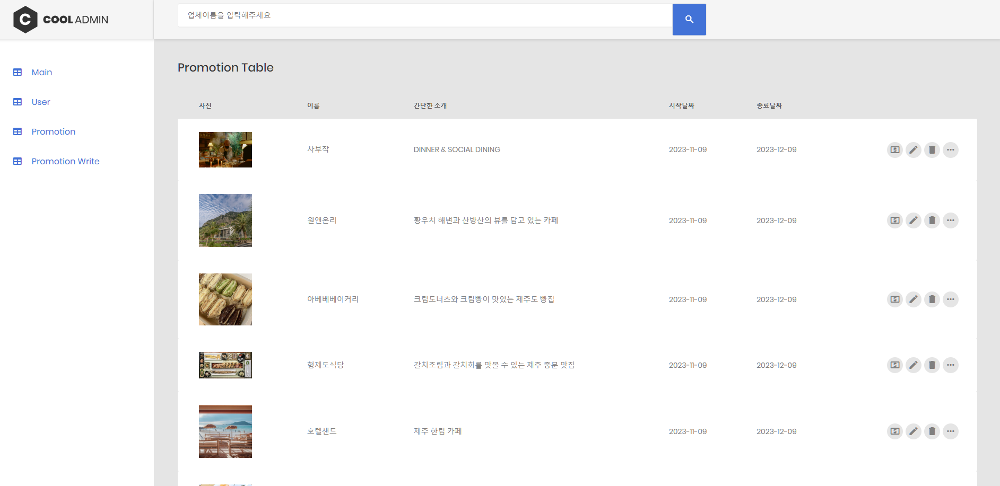 C COOL ADMIN
업체이름을 입력해주세요
Main
User
Promotion
Promotion Write
Promotion Table
사진 이름 간단한 소개 시작날짜 종료날짜
사부작 DINNER & SOCIAL DINING 2023-11-09 2023-12-09
원앤온리 황우치 해변과 산방산의 뷰를 담고 있는 카페 2023-11-09 2023-12-09
아베베베이커리 크림도너츠와 크림빵이 맛있는 제주도 빵집 2023-11-09 2023-12-09
형제도식당 갈치조림과 갈치회를 맛볼 수 있는 제주 중문 맛집 2023-11-09 2023-12-09
호텔샌드 제주 한림 카페 2023-11-09 2023-12-09